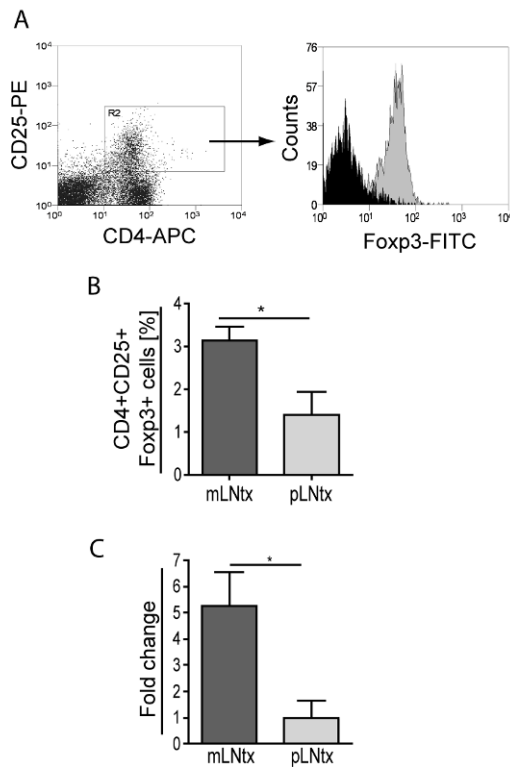 A
CD25-PE
10⁴
10³
10²
10¹
10⁰
R2
10⁰ 10¹ 10² 10³ 10⁴
CD4-APC
Counts
76
57
38
19
0
10⁰ 10¹ 10² 10³ 10⁴
Foxp3-FITC
B
CD4+CD25+
Foxp3+ cells [%]
4
3
2
1
0
*
mLNtx pLNtx
C
Fold change
7
6
5
4
3
2
1
0
*
mLNtx pLNtx